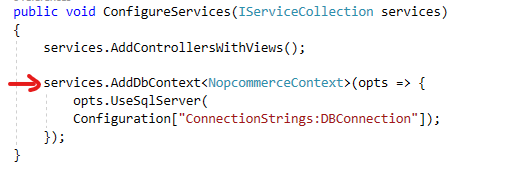 public void ConfigureServices(IServiceCollection services)
{
    services.AddControllersWithViews();
    services.AddDbContext<NopcommerceContext>(opts => {
        opts.UseSqlServer(
        Configuration["ConnectionStrings:DBConnection"]);
    });
}